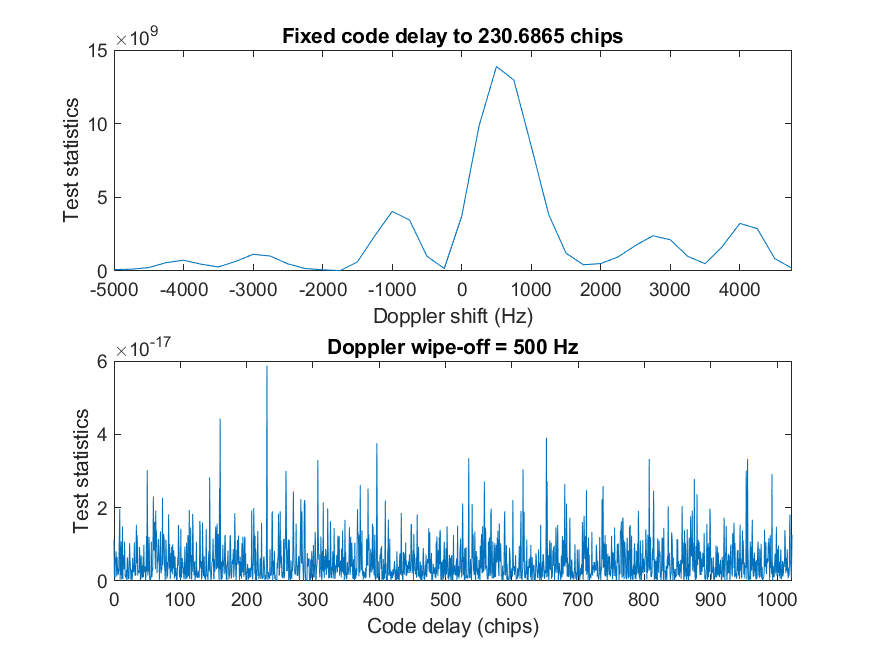 ×10^9
Fixed code delay to 230.6865 chips
15
10
5
0
Test statistics
-5000 -4000 -3000 -2000 -1000 0 1000 2000 3000 4000
Doppler shift (Hz)
×10^-17
Doppler wipe-off = 500 Hz
6
4
2
0
Test statistics
0 100 200 300 400 500 600 700 800 900 1000
Code delay (chips)